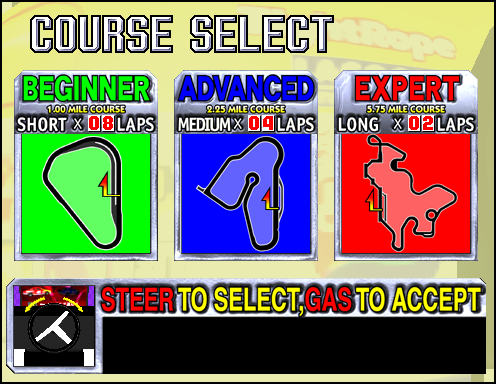 COURSE SELECT
BEGINNER
1.00 MILE COURSE
SHORT X 08 LAPS
ADVANCED
2.25 MILE COURSE
MEDIUM X 04 LAPS
EXPERT
5.75 MILE COURSE
LONG X 02 LAPS
STEER TO SELECT, GAS TO ACCEPT